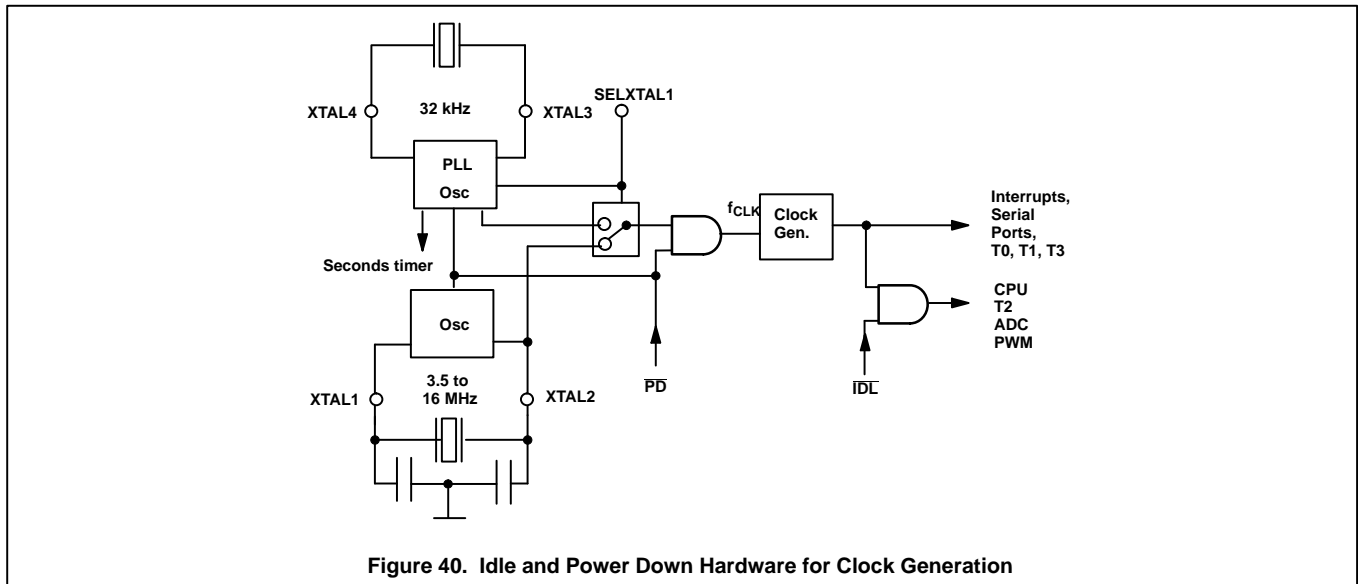 XTAL4
32 kHz
XTAL3
SELXTAL1
PLL
Osc
Seconds timer
fCLK
Clock
Gen.
Interrupts,
Serial
Ports,
T0, T1, T3
CPU
T2
ADC
PWM
Osc
PD
IDL
XTAL1
3.5 to
16 MHz
XTAL2
Figure 40. Idle and Power Down Hardware for Clock Generation